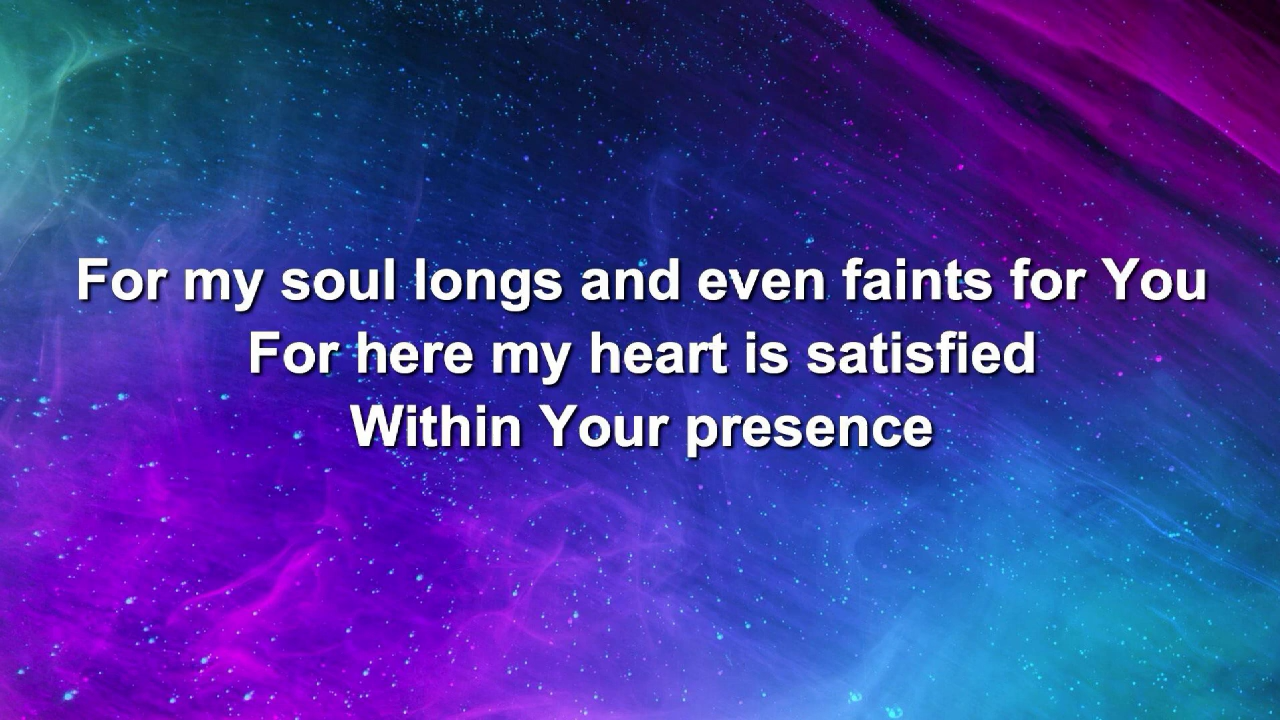 For my soul longs and even faints for You
For here my heart is satisfied
Within Your presence